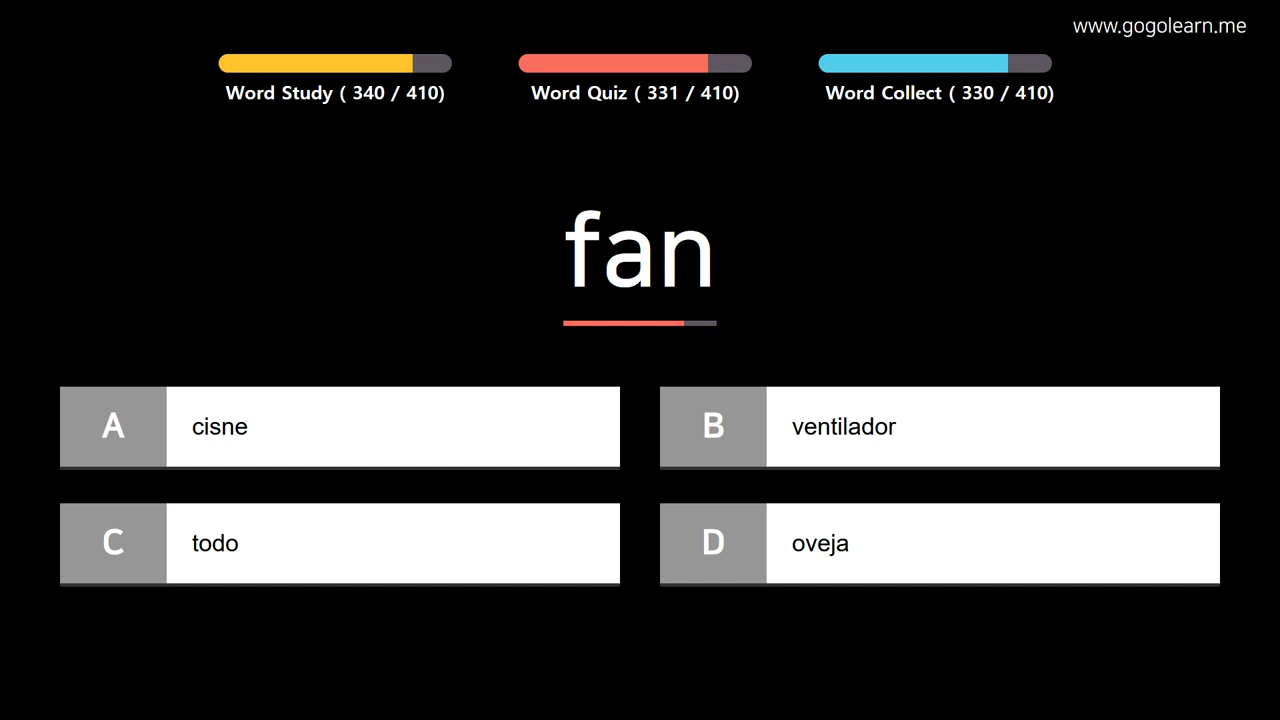 www.gogolearn.me
Word Study ( 340 / 410)
Word Quiz ( 331 / 410)
Word Collect ( 330 / 410)
fan
A cisne
B ventilador
C todo
D oveja